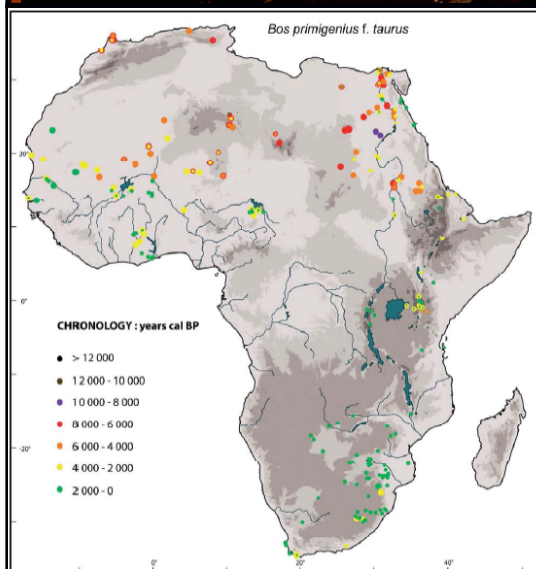 Bos primigenius f. taurus
20°
0°
CHRONOLOGY : years cal BP
> 12 000
12 000 - 10 000
10 000 - 8 000
8 000 - 6 000
6 000 - 4 000
4 000 - 2 000
2 000 - 0
-20°
0°
20°
40°